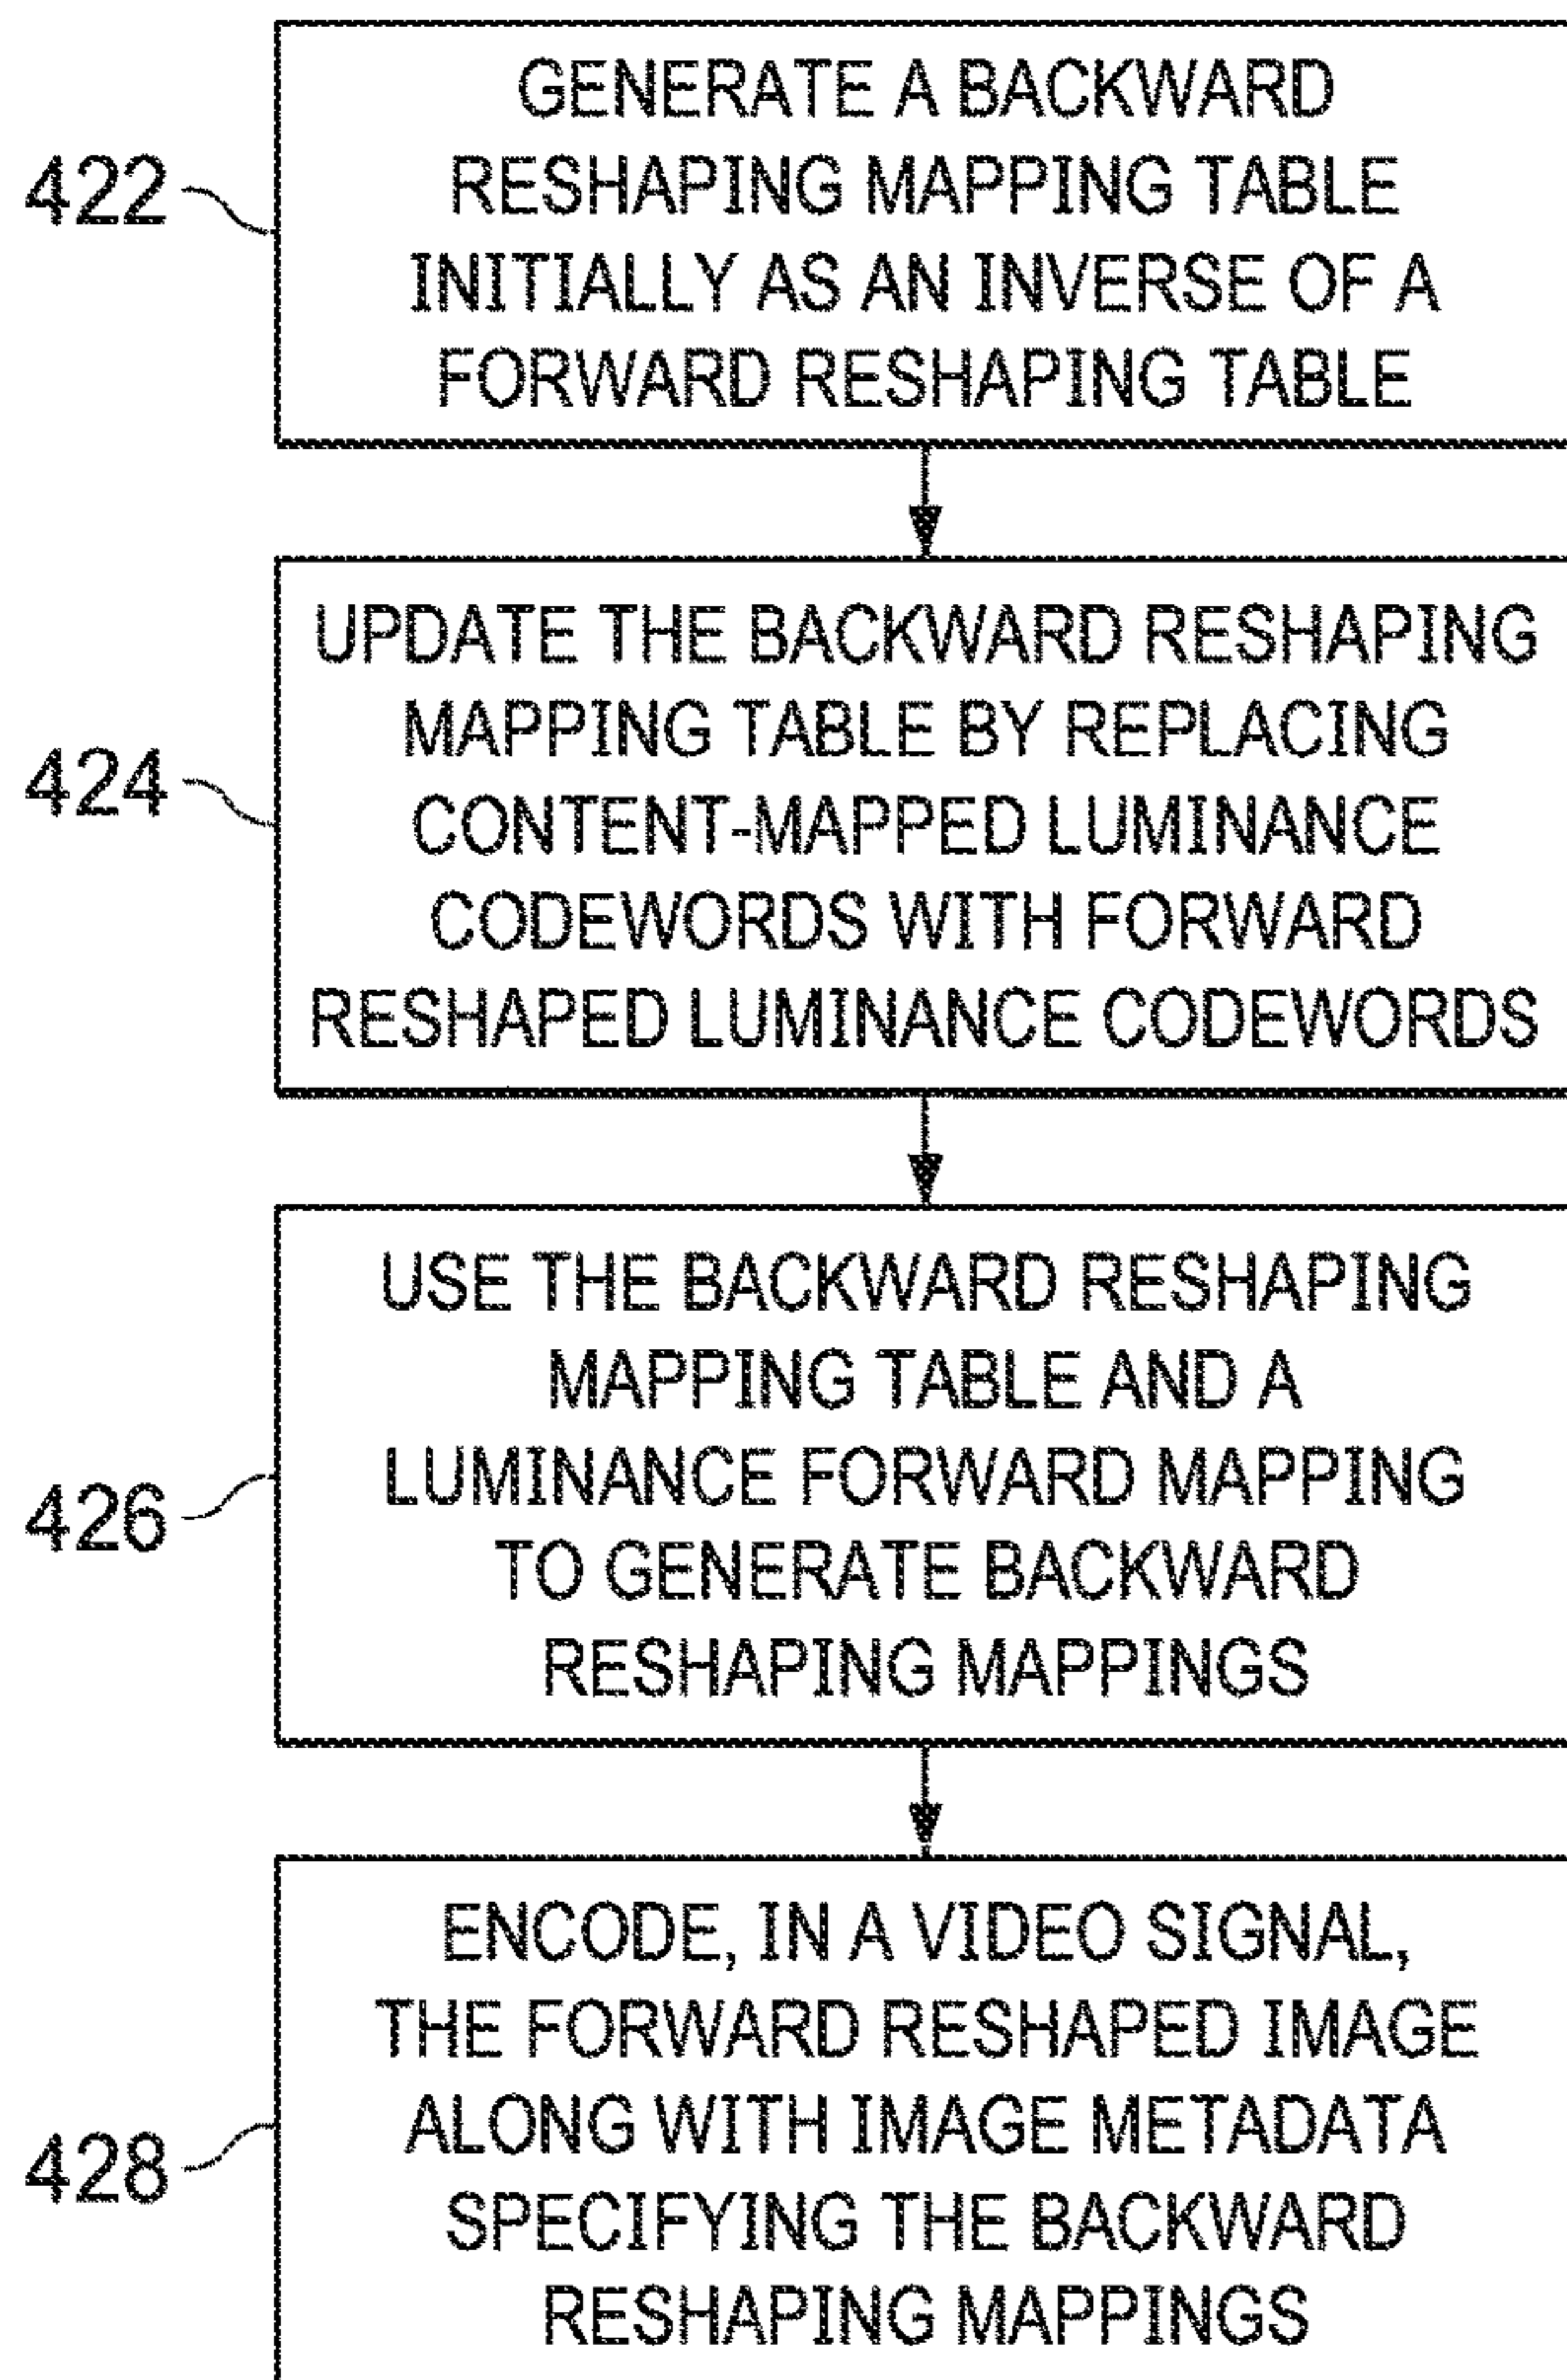 422
GENERATE A BACKWARD
RESHAPING MAPPING TABLE
INITIALLY AS AN INVERSE OF A
FORWARD RESHAPING TABLE
424
UPDATE THE BACKWARD RESHAPING
MAPPING TABLE BY REPLACING
CONTENT-MAPPED LUMINANCE
CODEWORDS WITH FORWARD
RESHAPED LUMINANCE CODEWORDS
426
USE THE BACKWARD RESHAPING
MAPPING TABLE AND A
LUMINANCE FORWARD MAPPING
TO GENERATE BACKWARD
RESHAPING MAPPINGS
428
ENCODE, IN A VIDEO SIGNAL,
THE FORWARD RESHAPED IMAGE
ALONG WITH IMAGE METADATA
SPECIFYING THE BACKWARD
RESHAPING MAPPINGS